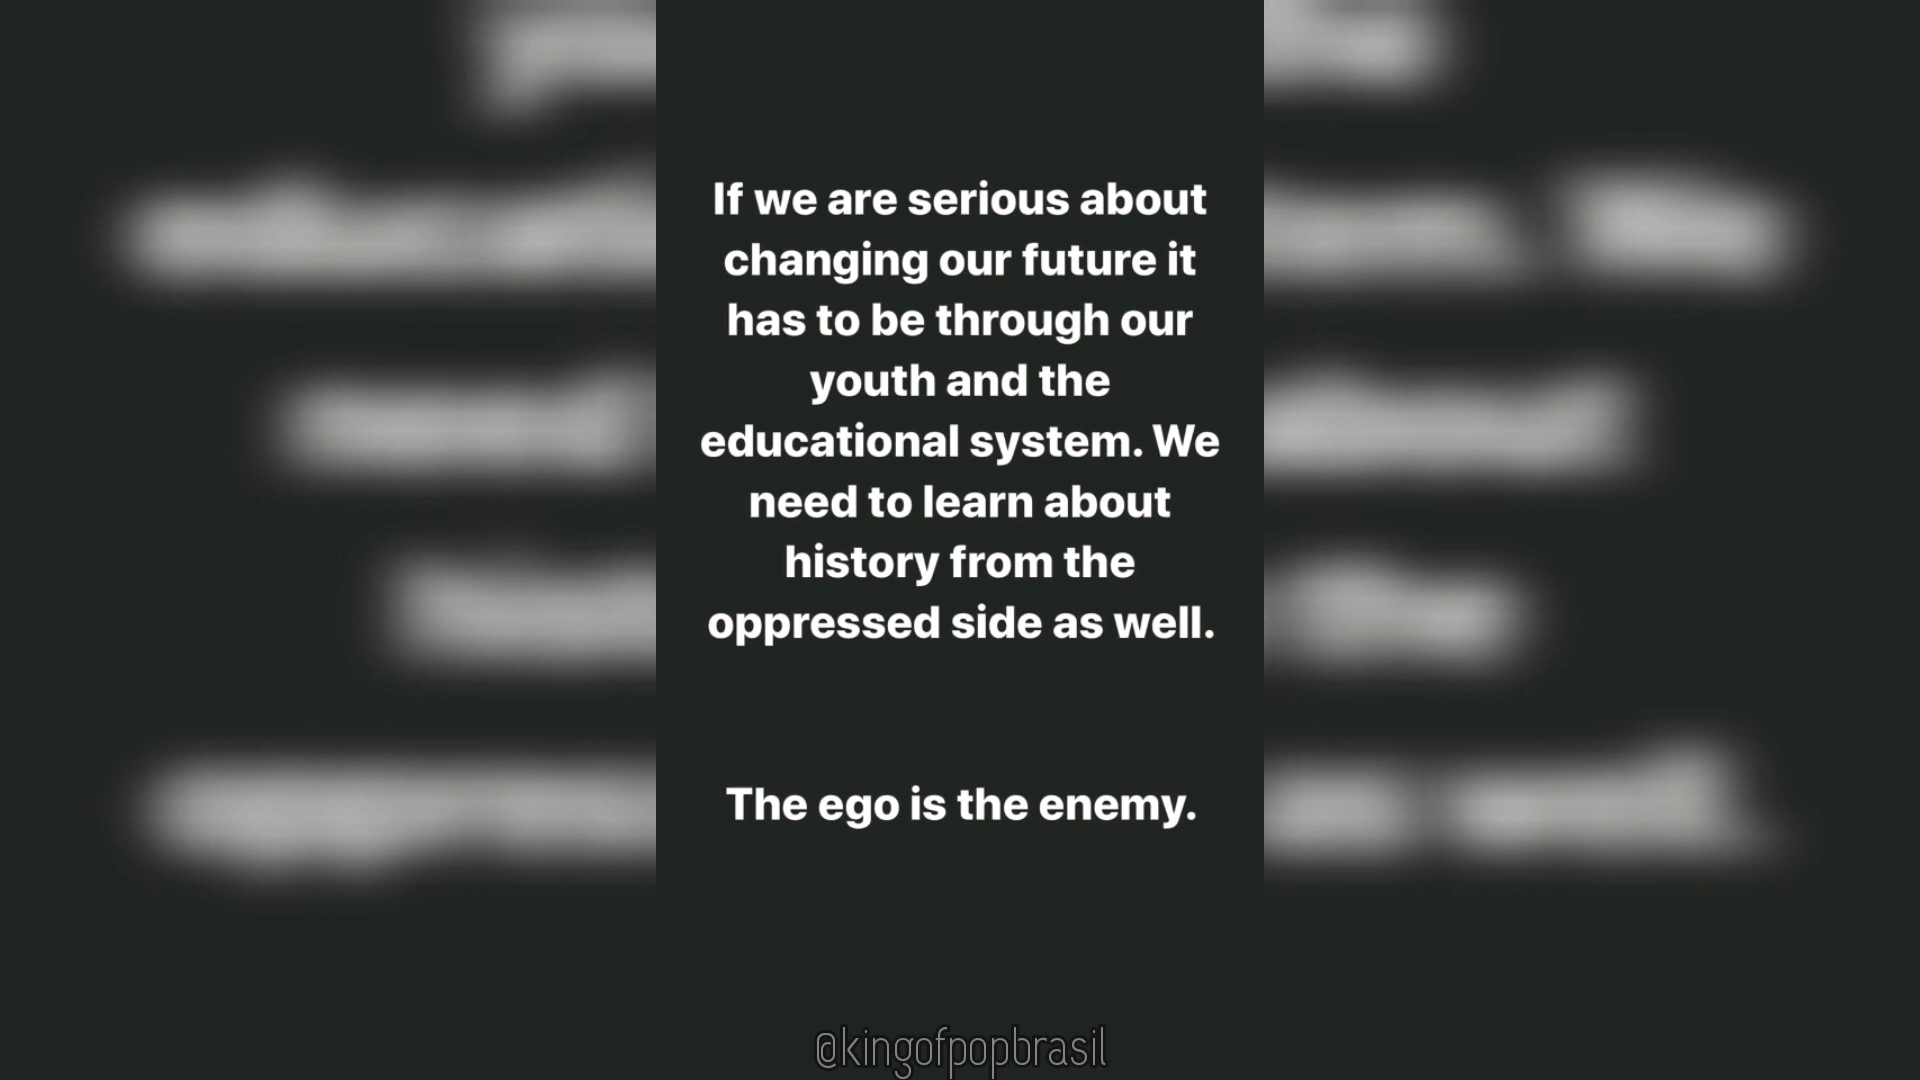 If we are serious about
changing our future it
has to be through our
youth and the
educational system. We
need to learn about
history from the
oppressed side as well.
The ego is the enemy.
@kingofpopbrasil